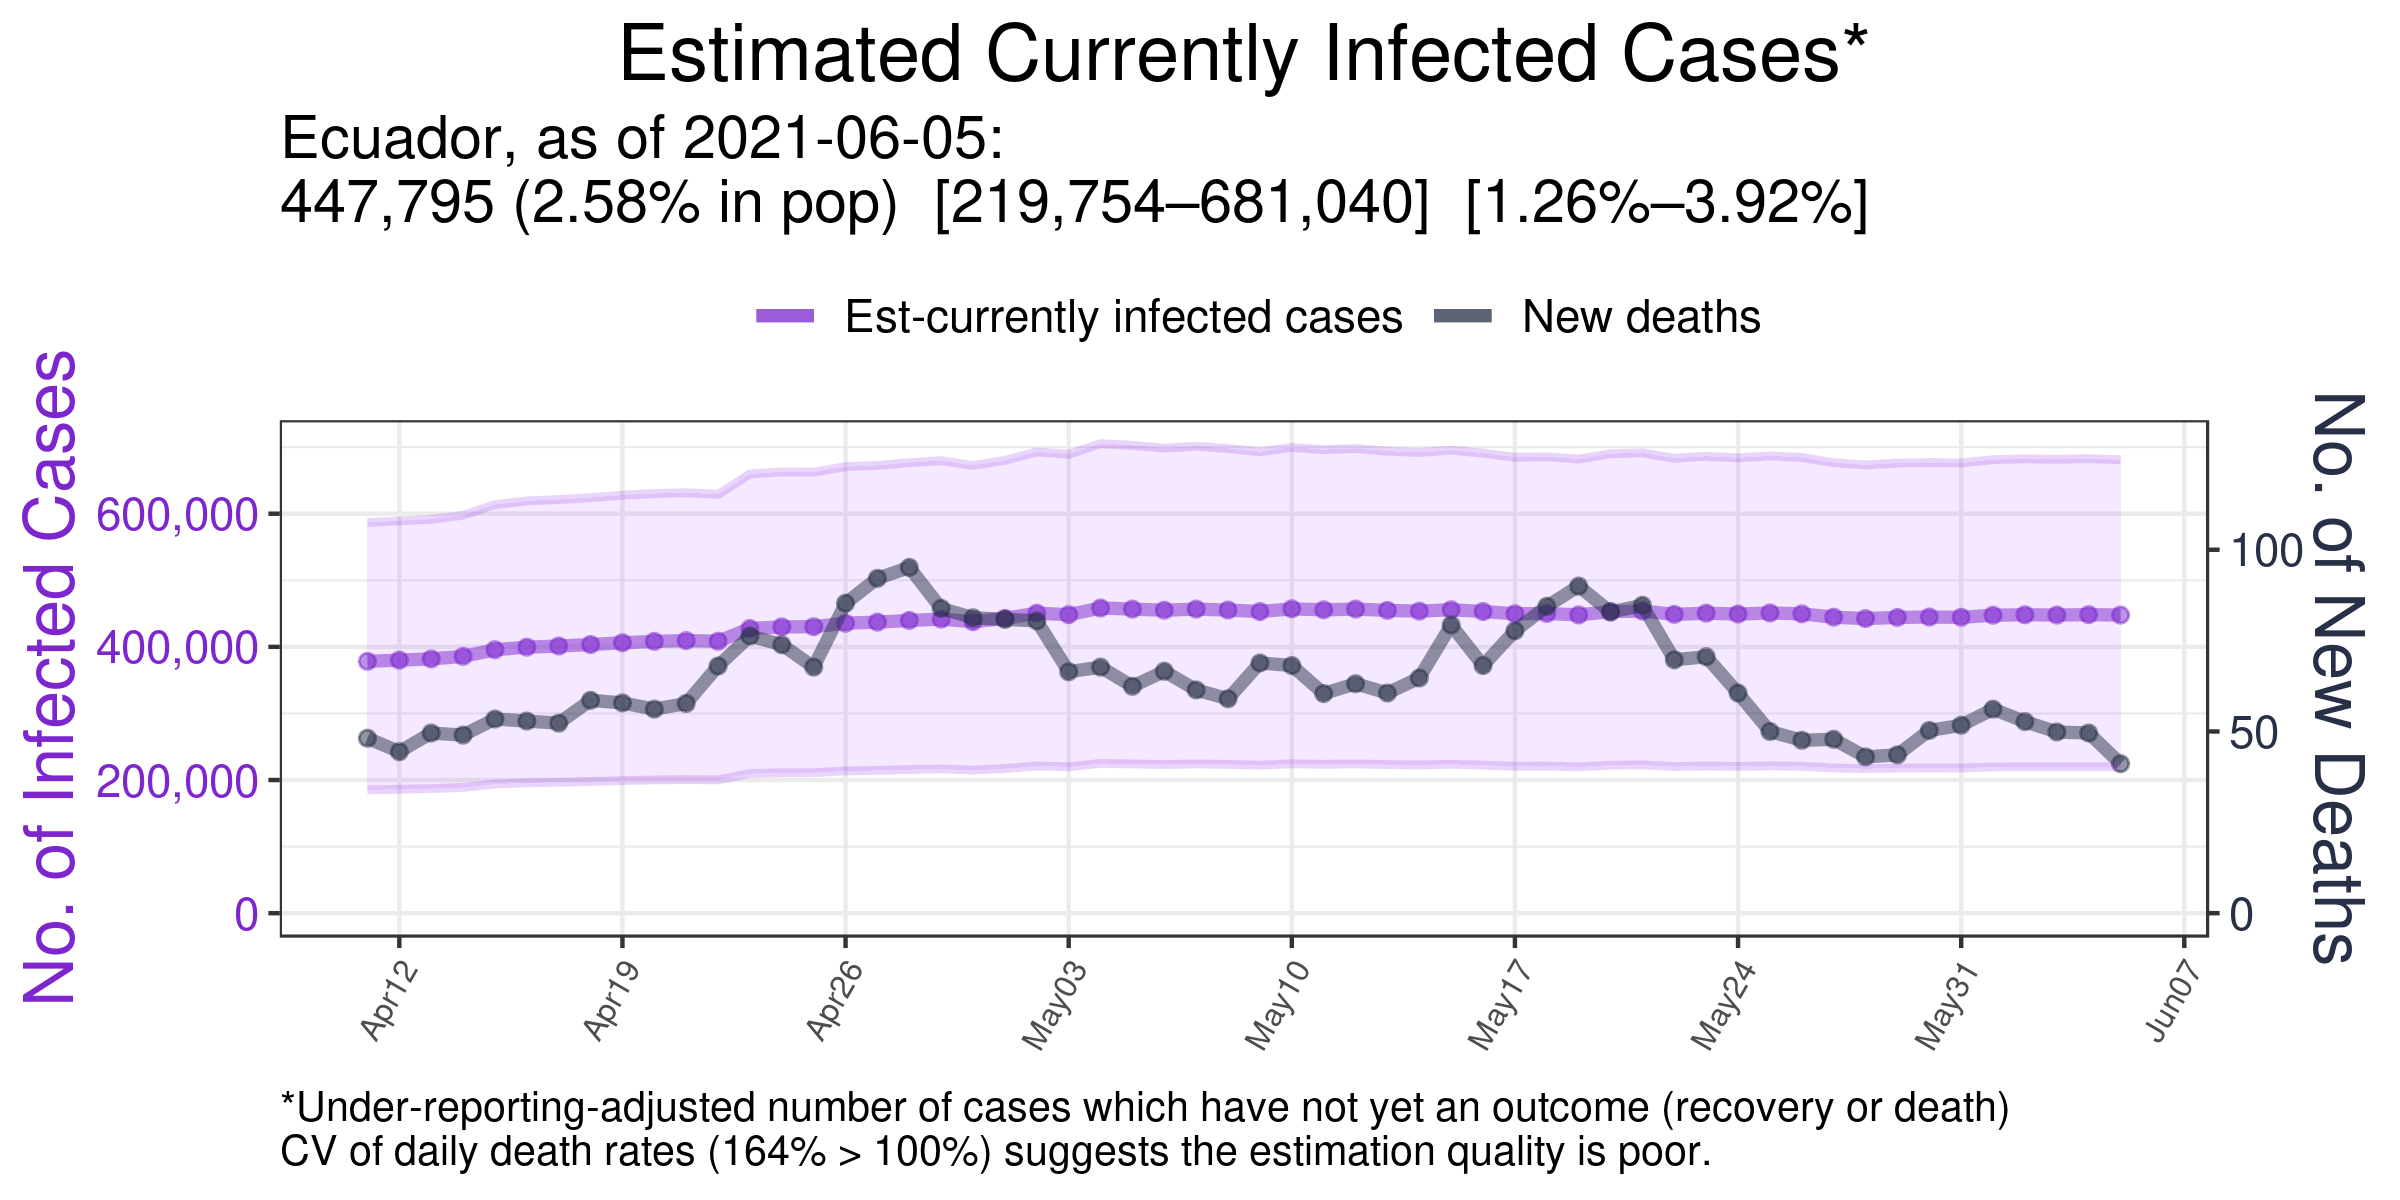 Estimated Currently Infected Cases*
Ecuador, as of 2021-06-05:
447,795 (2.58% in pop)  [219,754–681,040]  [1.26%–3.92%]
Est-currently infected cases
New deaths
No. of Infected Cases
600,000
400,000
200,000
0
100
50
0
No. of New Deaths
Apr12
Apr19
Apr26
May03
May10
May17
May24
May31
Jun07
*Under-reporting-adjusted number of cases which have not yet an outcome (recovery or death)
CV of daily death rates (164% > 100%) suggests the estimation quality is poor.